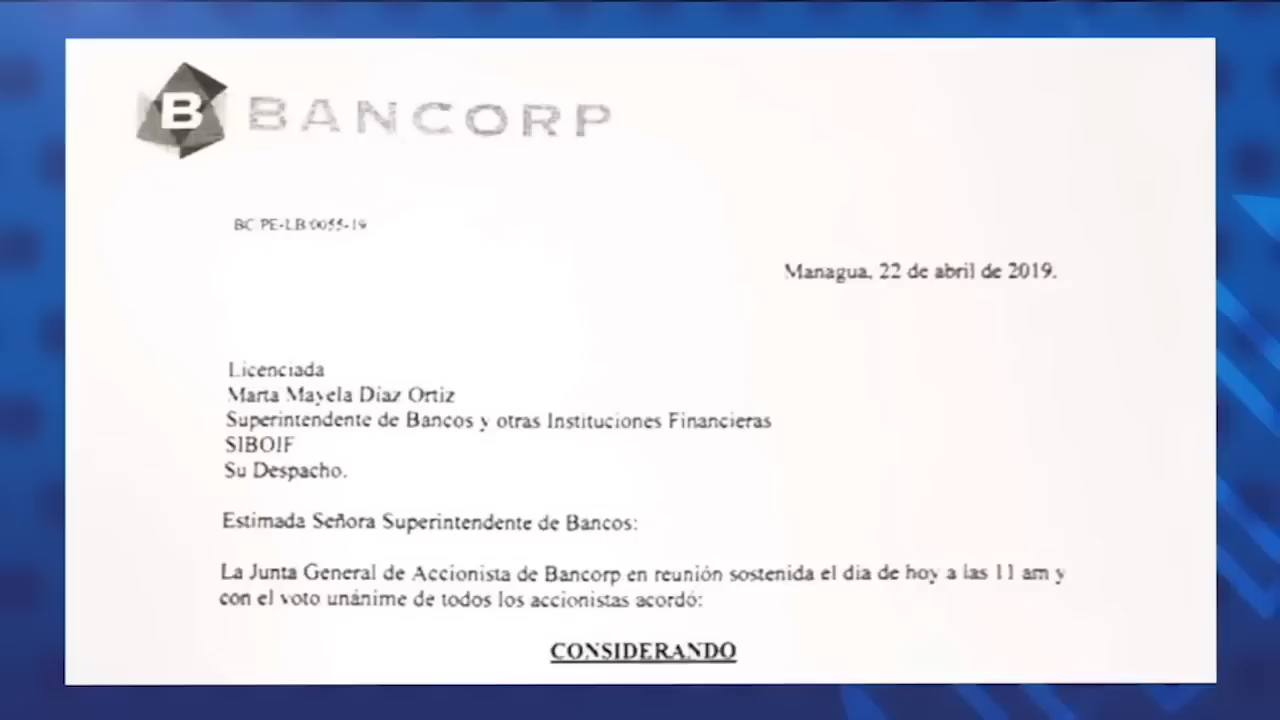 B BANCORP
BC-PE-LB-0055-19
Managua, 22 de abril de 2019.
Licenciada
Marta Mayela Díaz Ortiz
Superintendente de Bancos y otras Instituciones Financieras
SIBOIF
Su Despacho.
Estimada Señora Superintendente de Bancos:
La Junta General de Accionista de Bancorp en reunión sostenida el día de hoy a las 11 am y
con el voto unánime de todos los accionistas acordó:
CONSIDERANDO